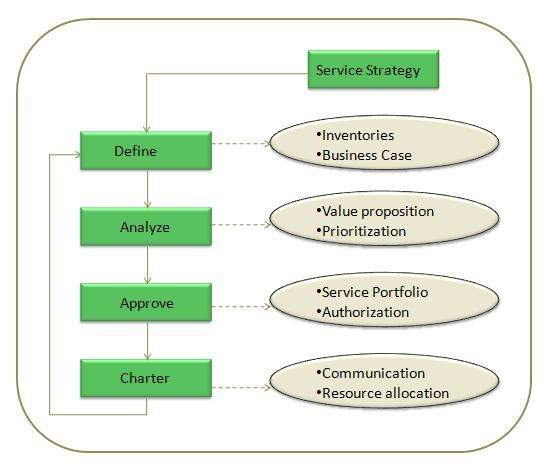 Service Strategy
Define
•Inventories
•Business Case
Analyze
•Value proposition
•Prioritization
Approve
•Service Portfolio
•Authorization
Charter
•Communication
•Resource allocation